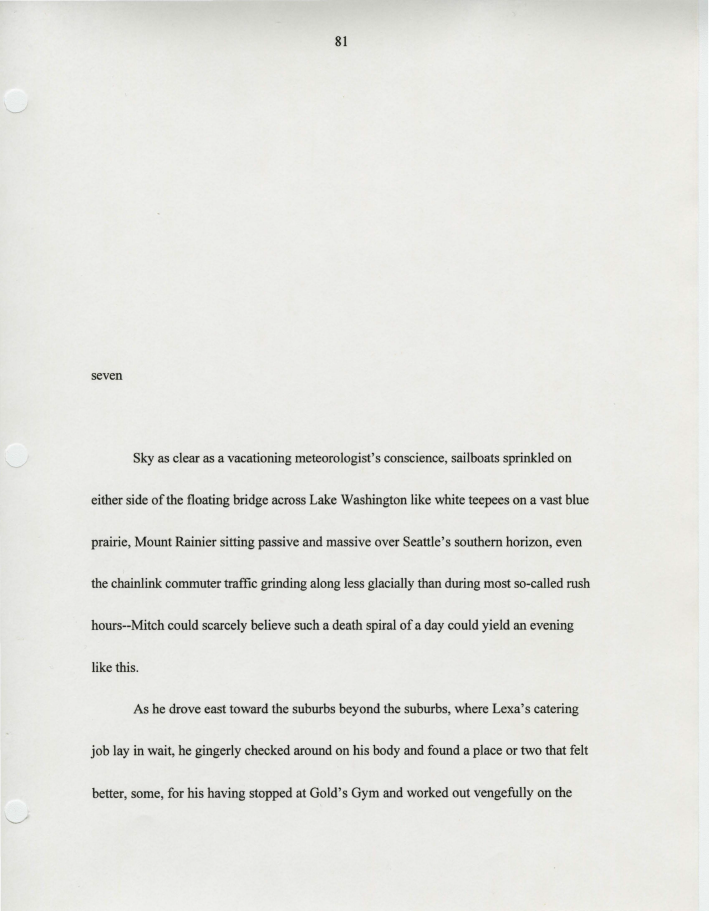 81
seven
Sky as clear as a vacationing meteorologist's conscience, sailboats sprinkled on
either side of the floating bridge across Lake Washington like white teepees on a vast blue
prairie, Mount Rainier sitting passive and massive over Seattle's southern horizon, even
the chainlink commuter traffic grinding along less glacially than during most so-called rush
hours--Mitch could scarcely believe such a death spiral of a day could yield an evening
like this.
As he drove east toward the suburbs beyond the suburbs, where Lexa's catering
job lay in wait, he gingerly checked around on his body and found a place or two that felt
better, some, for his having stopped at Gold's Gym and worked out vengefully on the